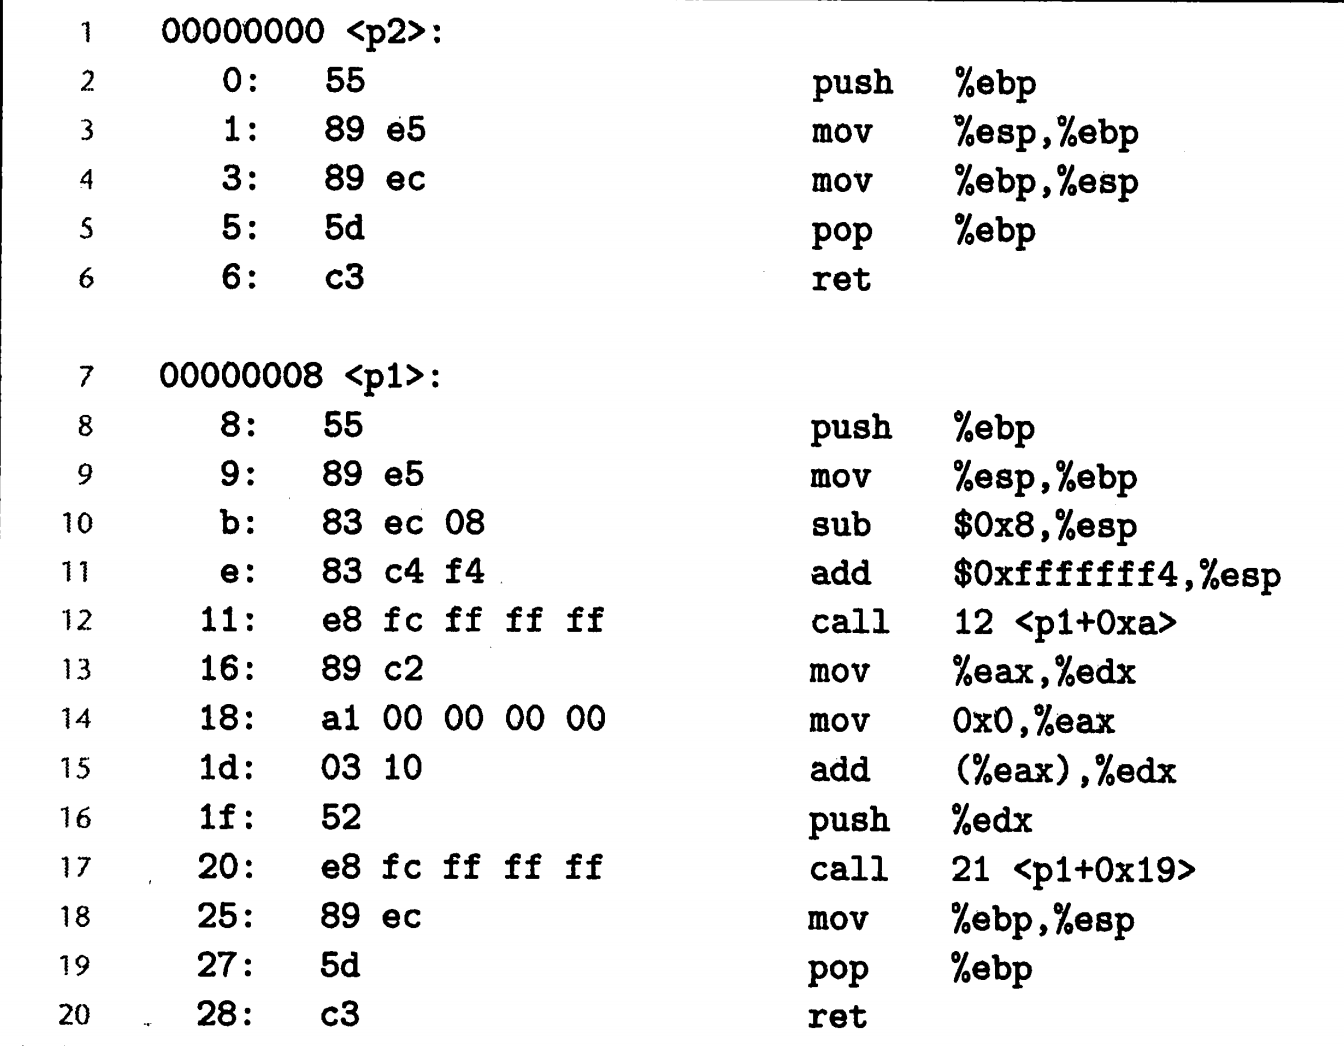 1 00000000 <p2>:
2 0: 55 push %ebp
3 1: 89 e5 mov %esp,%ebp
4 3: 89 ec mov %ebp,%esp
5 5: 5d pop %ebp
6 6: c3 ret
7 00000008 <p1>:
8 8: 55 push %ebp
9 9: 89 e5 mov %esp,%ebp
10 b: 83 ec 08 sub $0x8,%esp
11 e: 83 c4 f4 add $0xfffffff4,%esp
12 11: e8 fc ff ff ff call 12 <p1+0xa>
13 16: 89 c2 mov %eax,%edx
14 18: a1 00 00 00 00 mov 0x0,%eax
15 1d: 03 10 add (%eax),%edx
16 1f: 52 push %edx
17 20: e8 fc ff ff ff call 21 <p1+0x19>
18 25: 89 ec mov %ebp,%esp
19 27: 5d pop %ebp
20 28: c3 ret